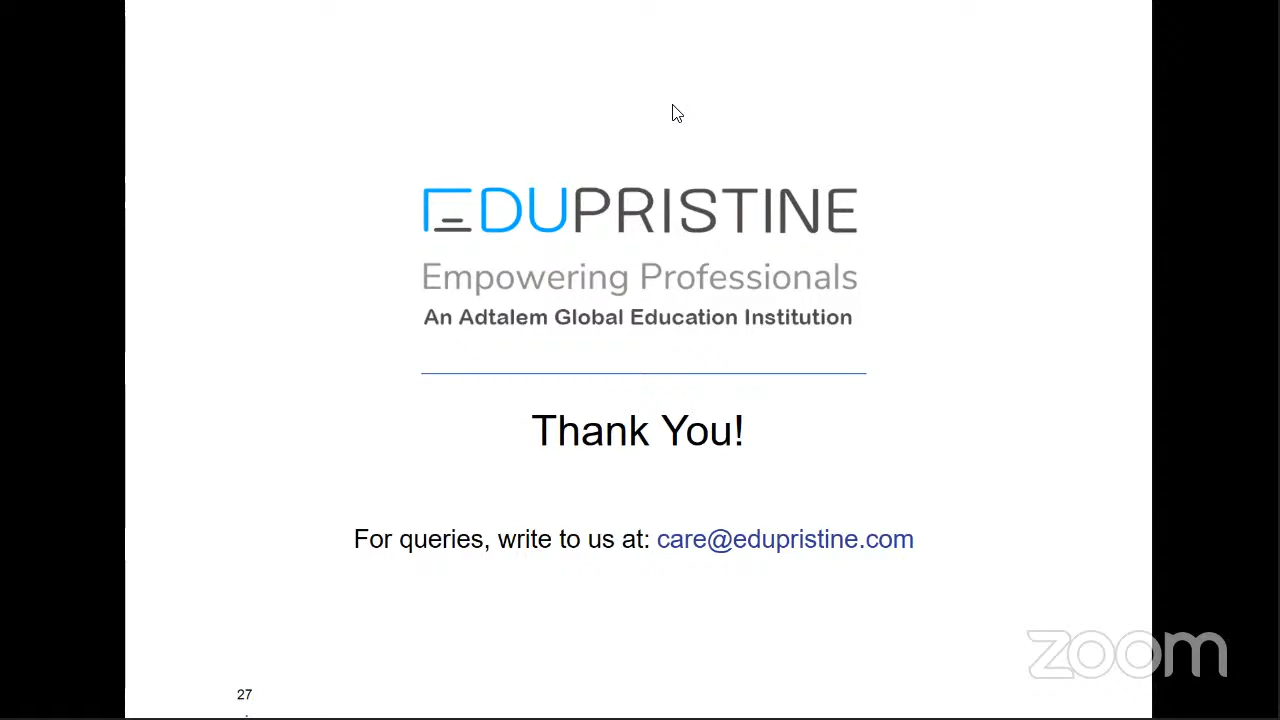 EDUPRISTINE
Empowering Professionals
An Adtalem Global Education Institution
Thank You!
For queries, write to us at: care@edupristine.com
zoom
27